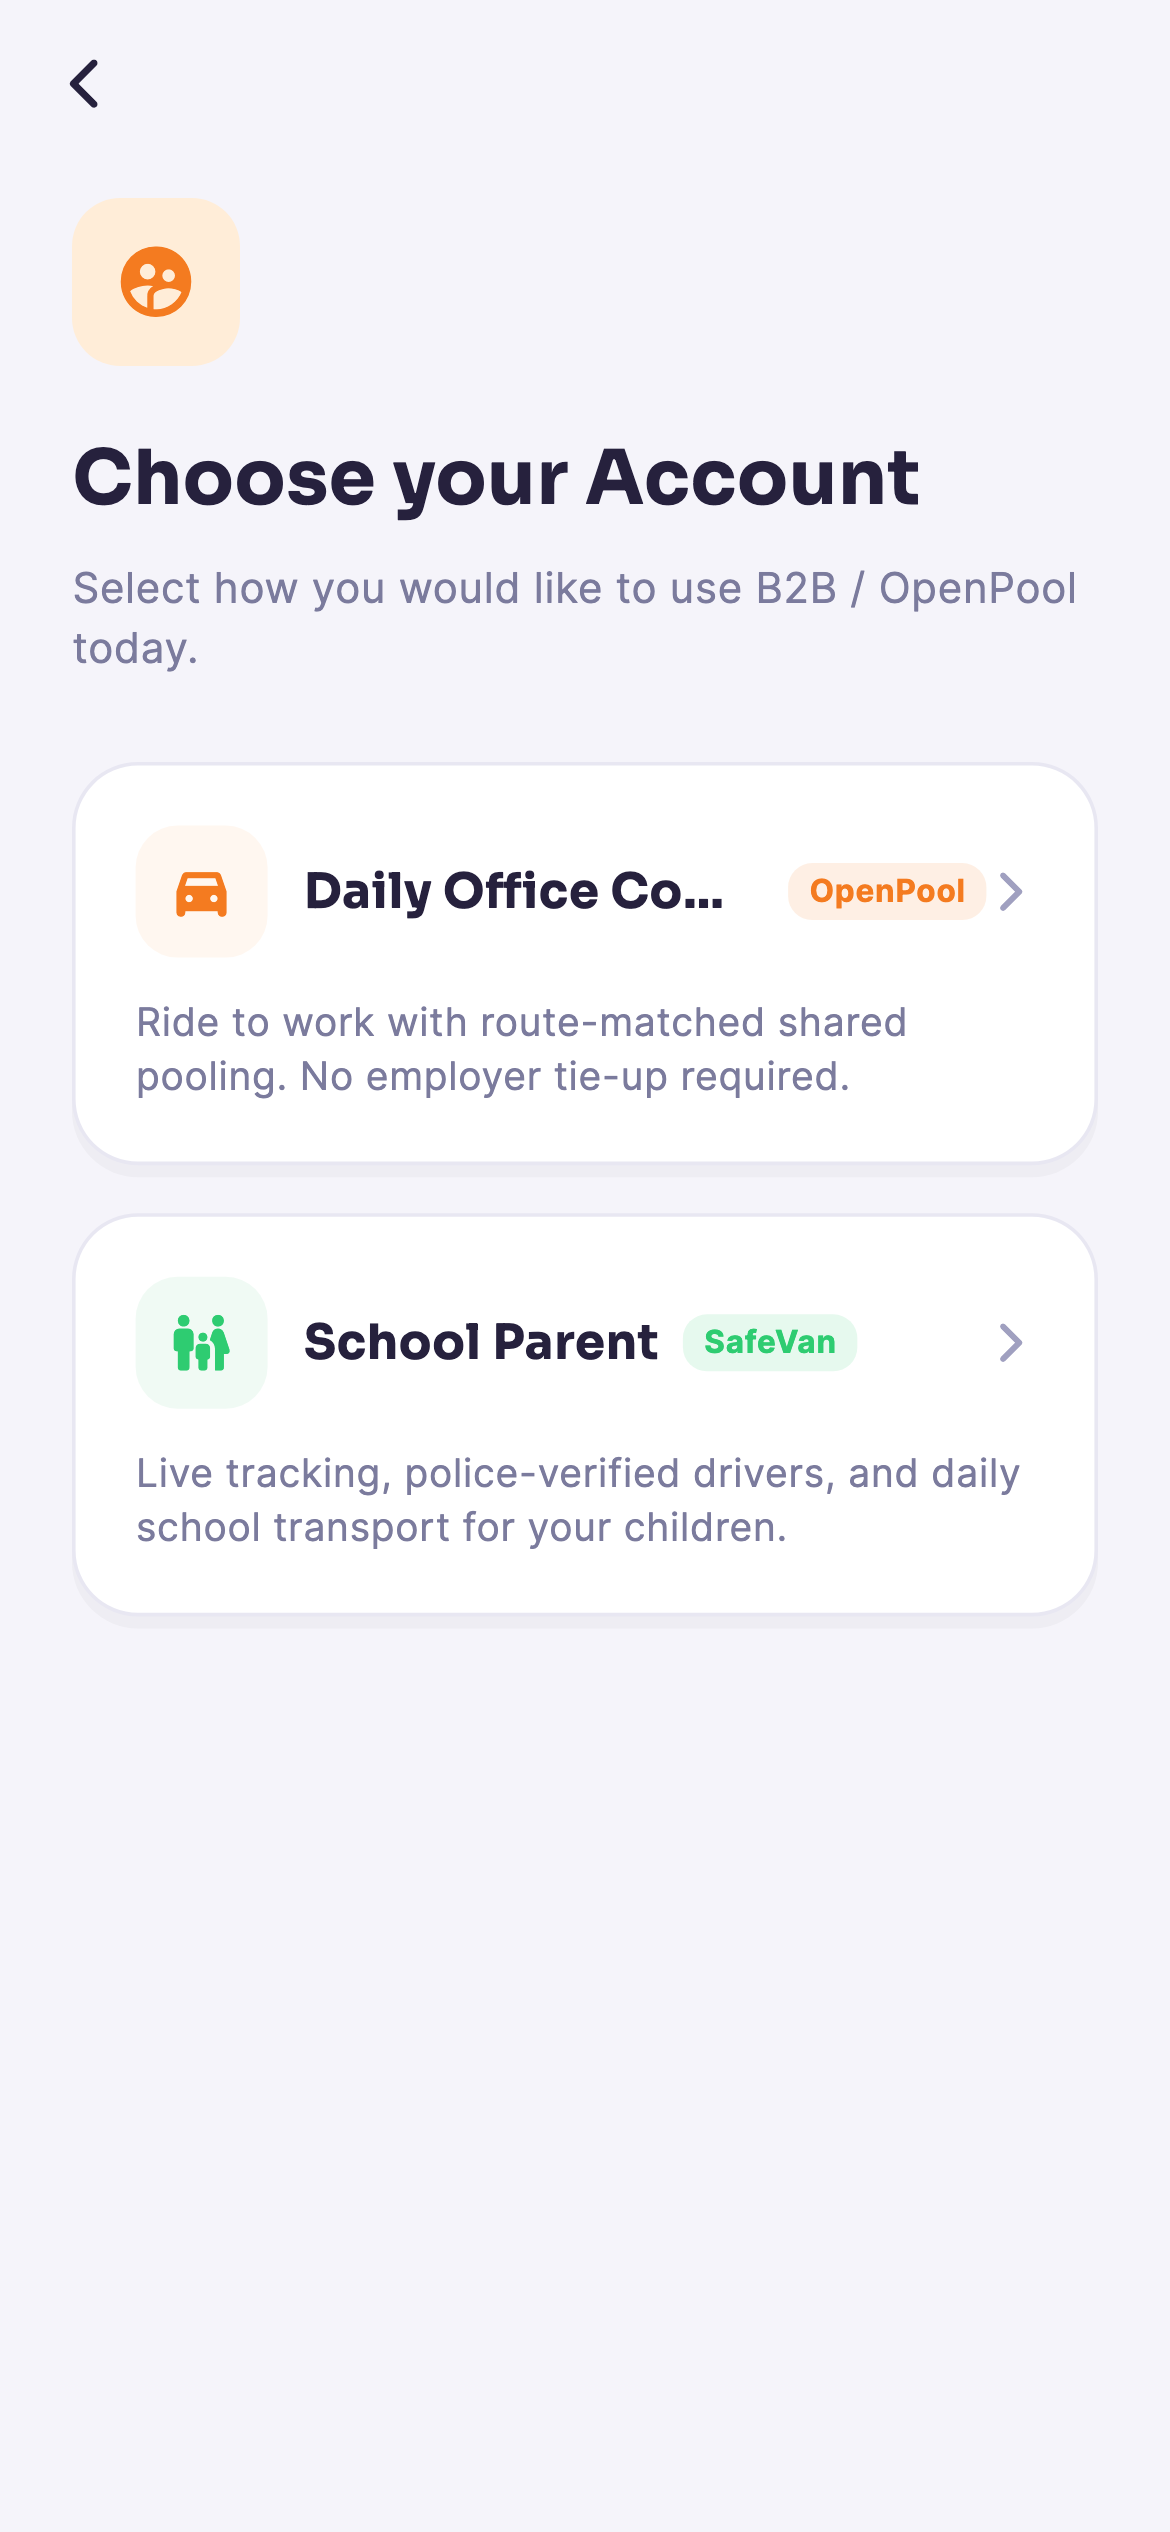 Choose your Account
Select how you would like to use B2B / OpenPool
today.
Daily Office Co...
OpenPool
Ride to work with route-matched shared
pooling. No employer tie-up required.
School Parent
SafeVan
Live tracking, police-verified drivers, and daily
school transport for your children.